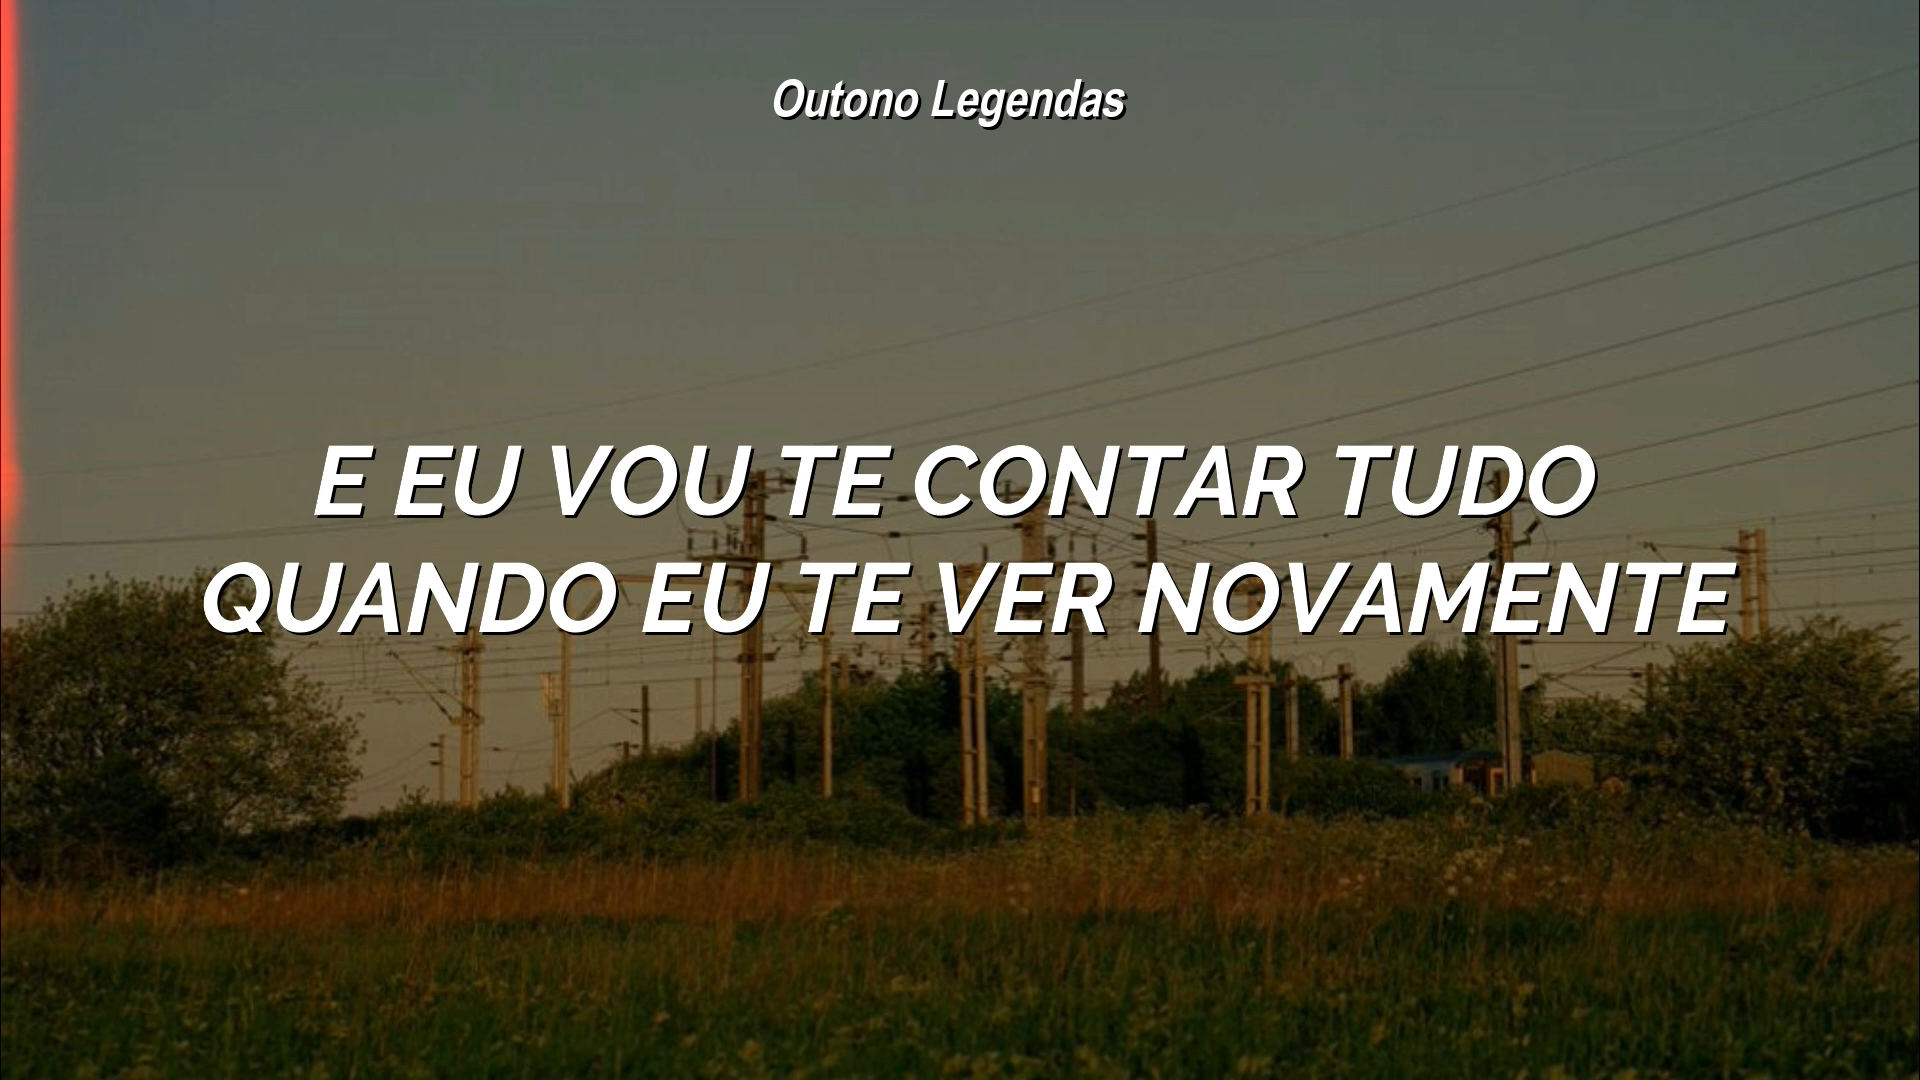 Outono Legendas
E EU VOU TE CONTAR TUDO
QUANDO EU TE VER NOVAMENTE